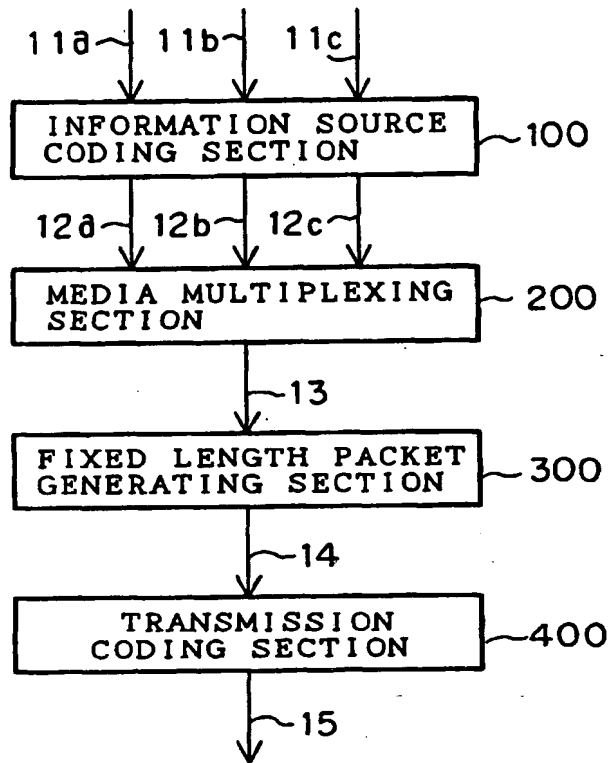 11a 11b 11c
INFORMATION SOURCE
CODING SECTION
100
12a 12b 12c
MEDIA MULTIPLEXING
SECTION
200
13
FIXED LENGTH PACKET
GENERATING SECTION
300
14
TRANSMISSION
CODING SECTION
400
15